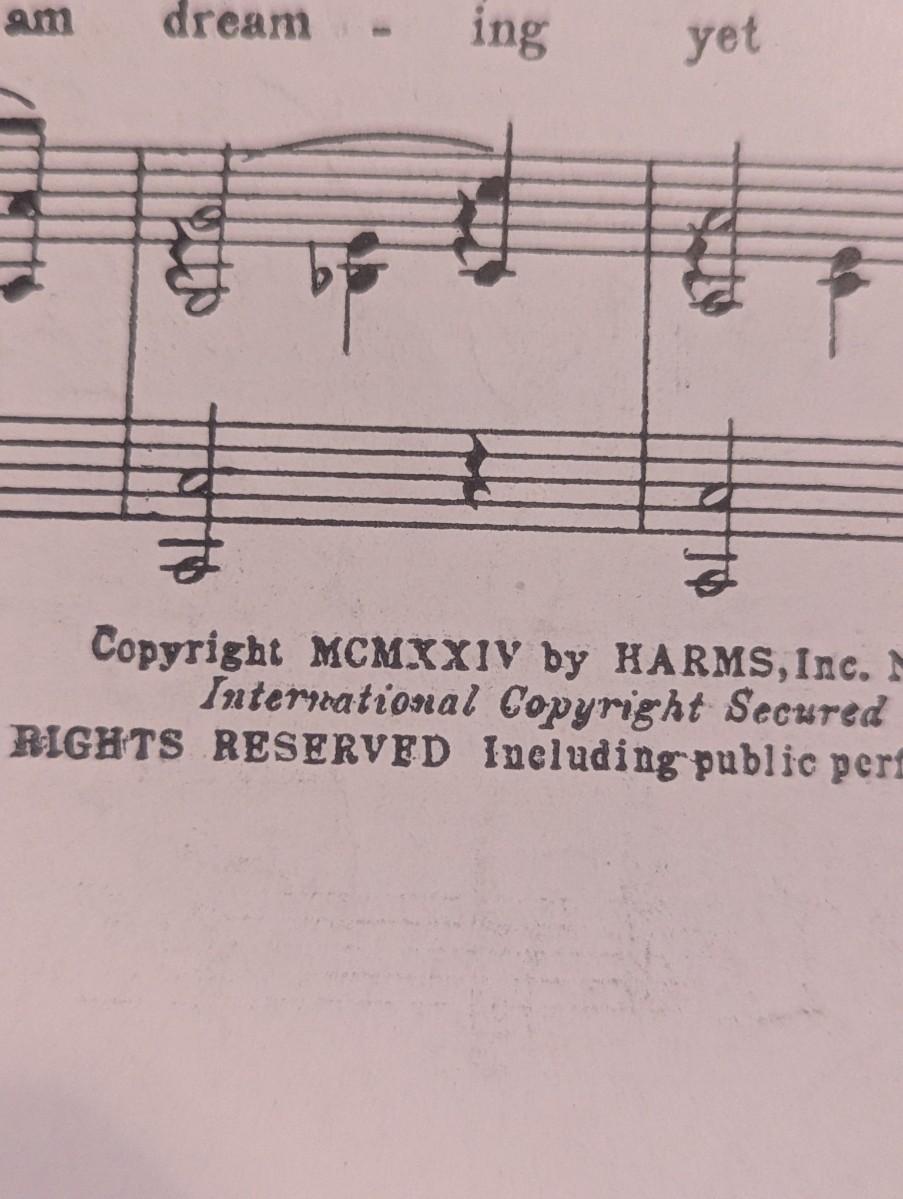 am dream - ing yet
Copyright MCMXXIV by HARMS, Inc.
International Copyright Secured
RIGHTS RESERVED Including public